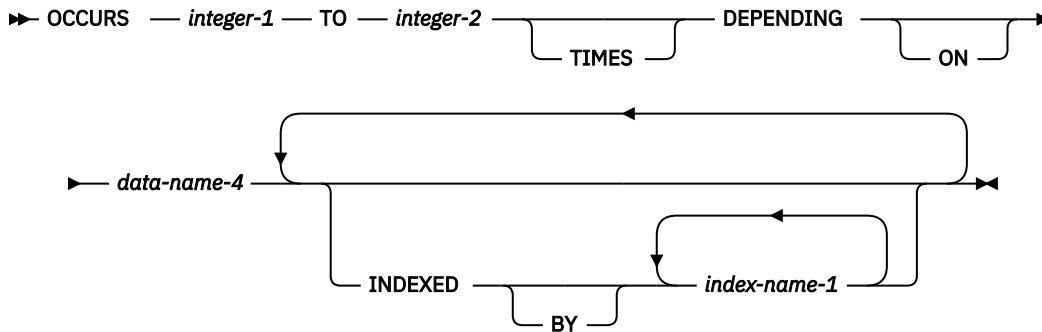 OCCURS integer-1 TO integer-2 DEPENDING
TIMES ON
data-name-4
INDEXED index-name-1
BY